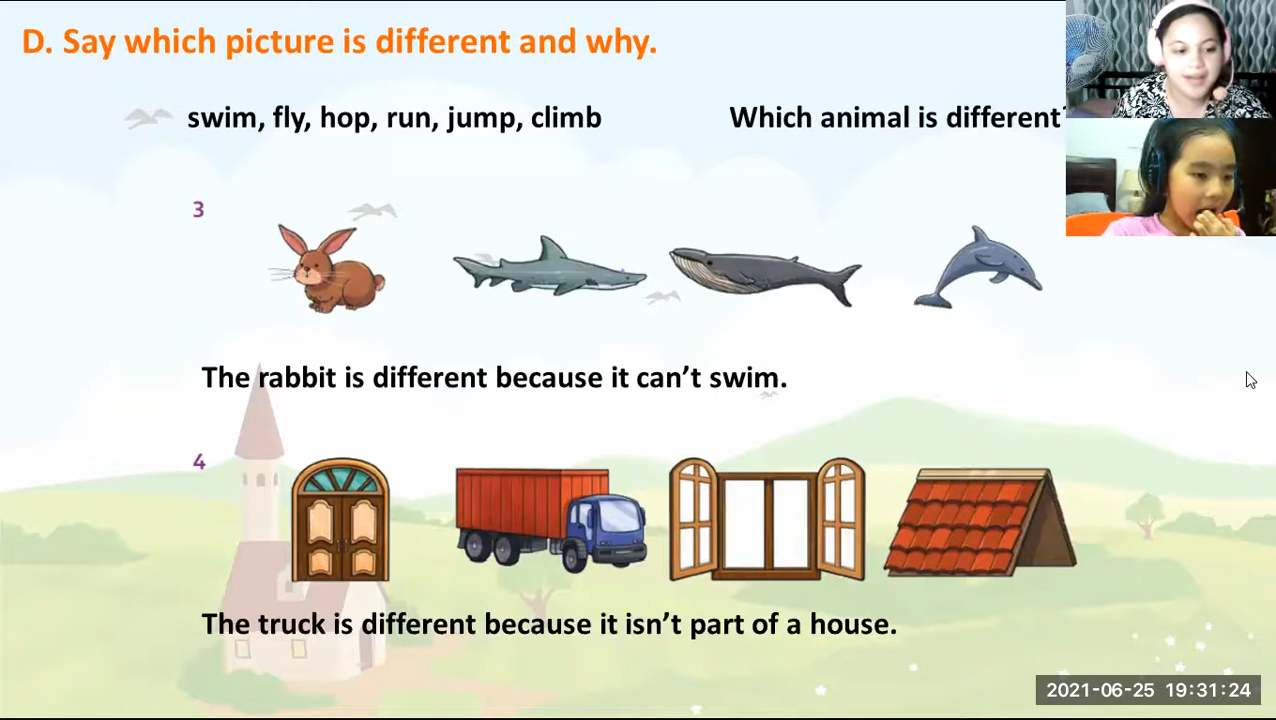 D. Say which picture is different and why.
swim, fly, hop, run, jump, climb
Which animal is different?
3
The rabbit is different because it can't swim.
4
The truck is different because it isn't part of a house.
2021-06-25 19:31:24